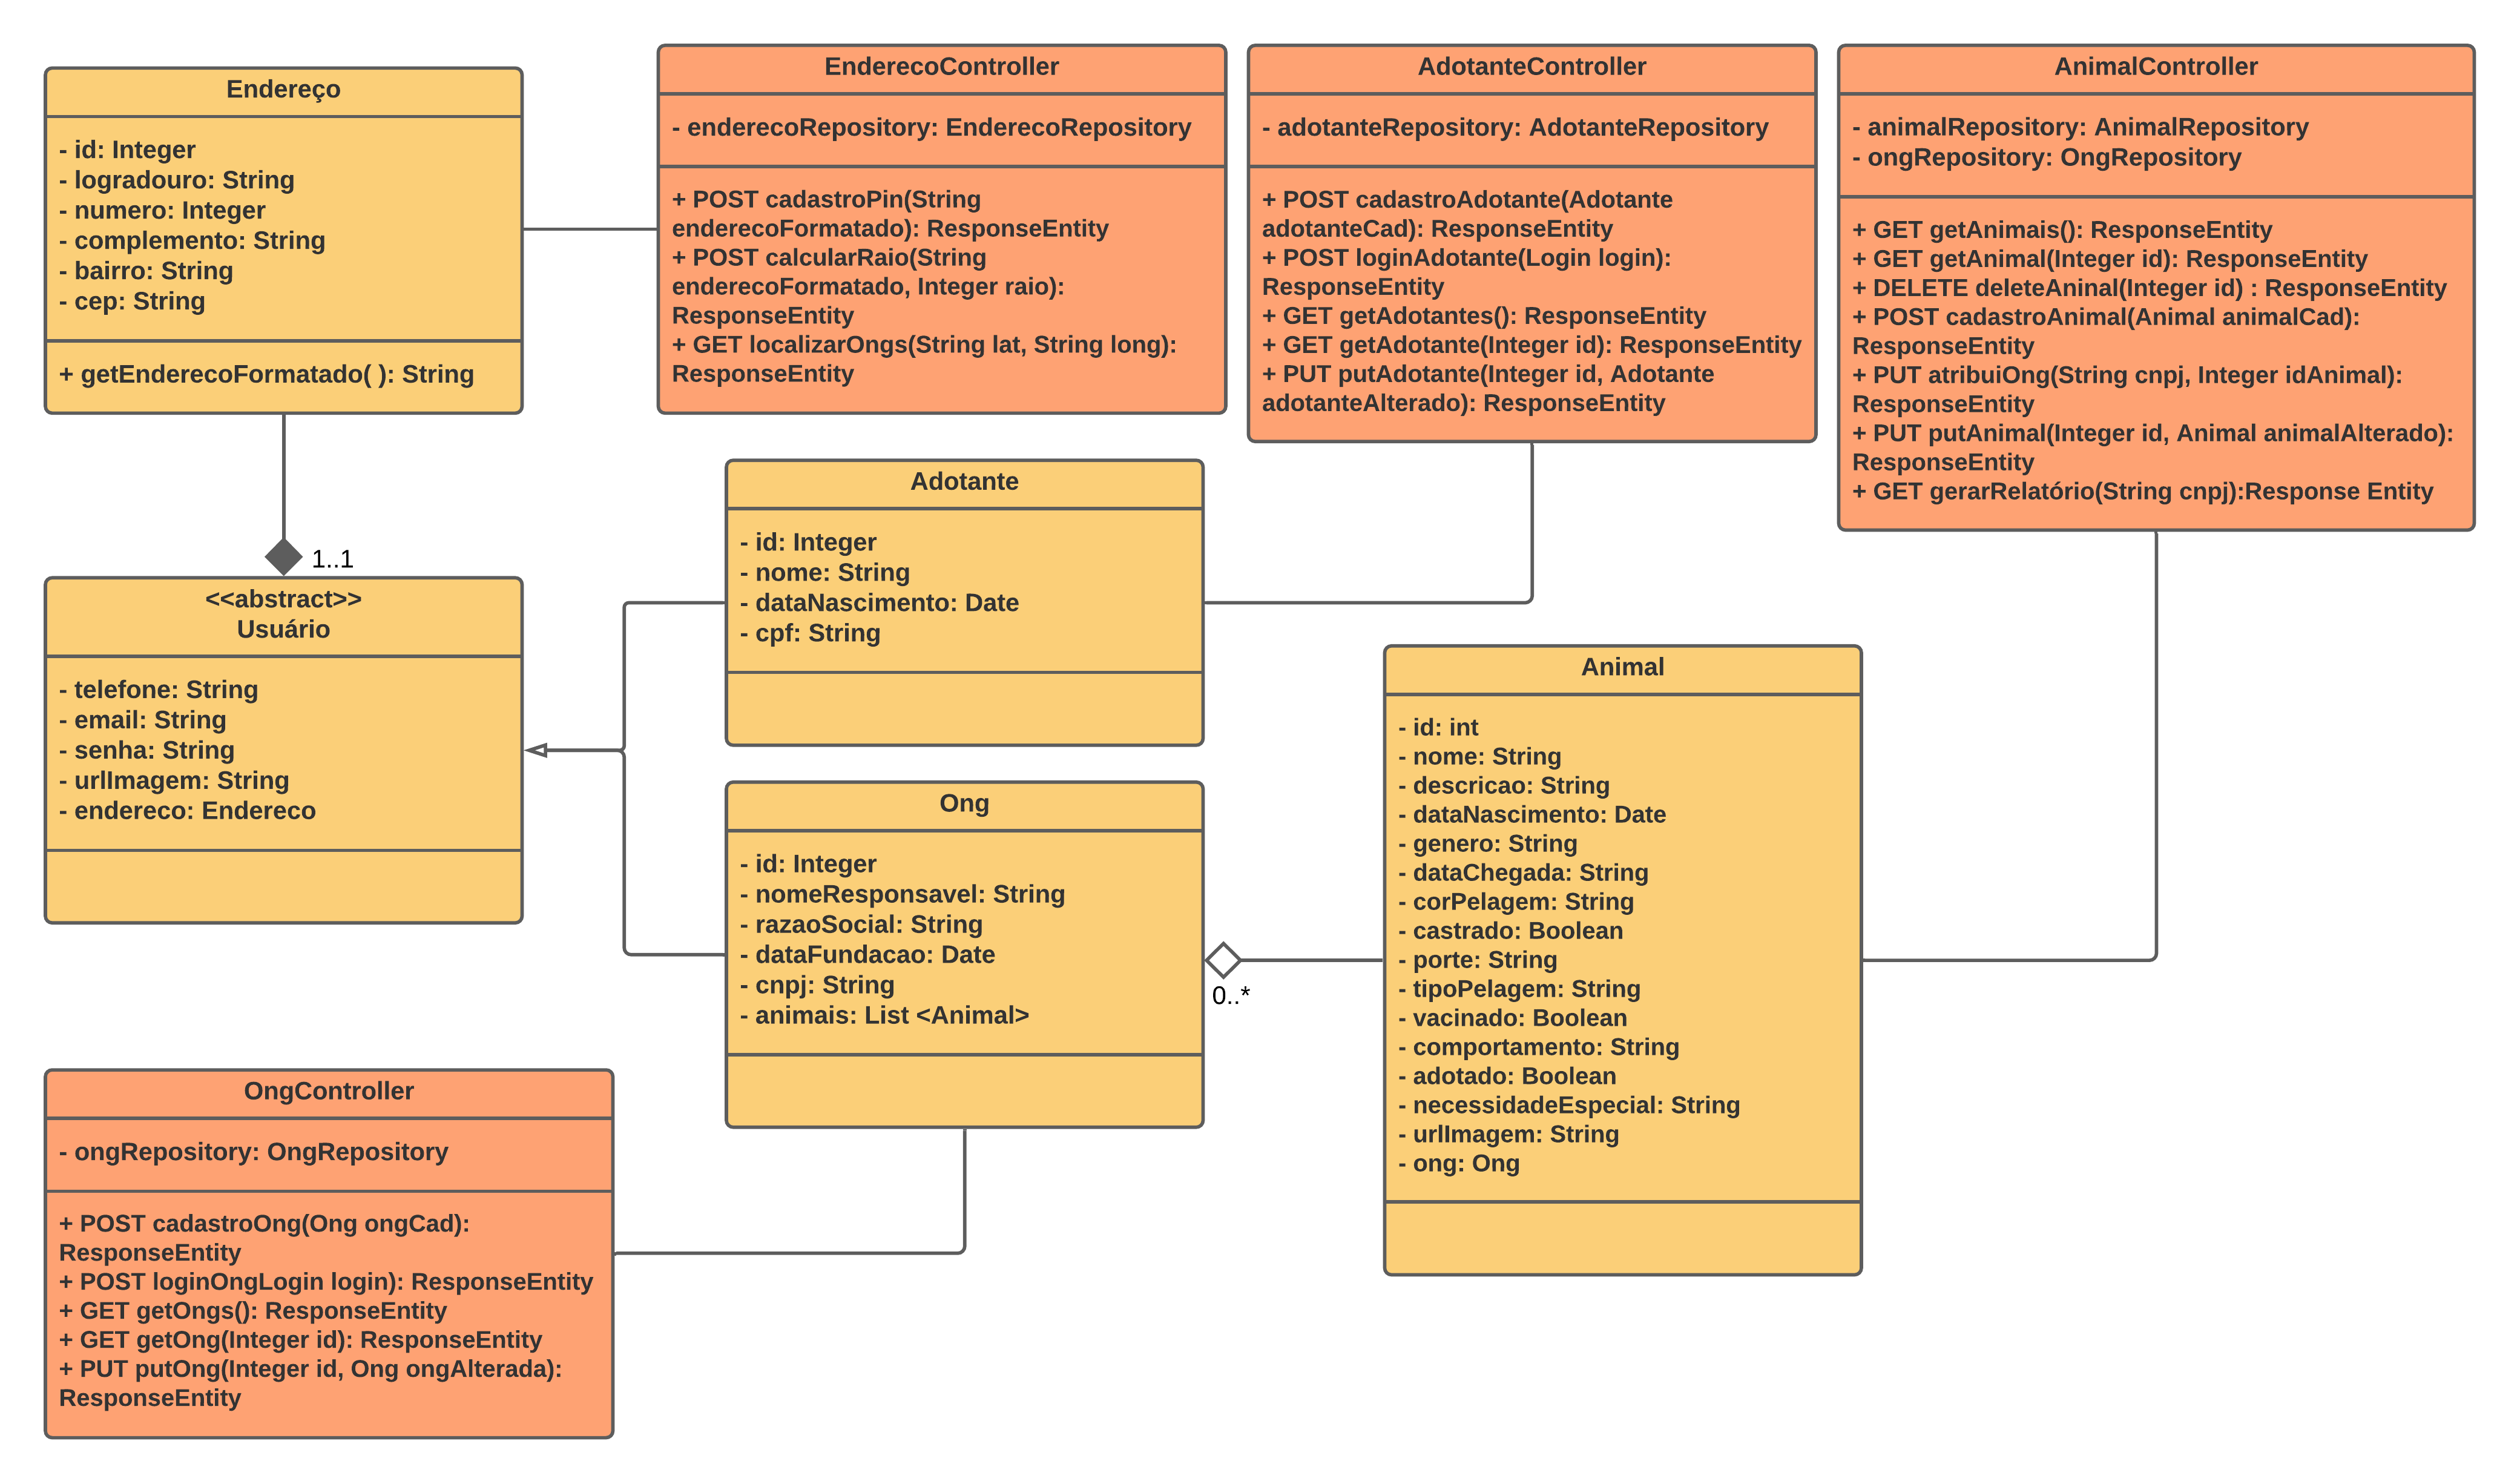 Endereço
- id: Integer
- logradouro: String
- numero: Integer
- complemento: String
- bairro: String
- cep: String
+ getEnderecoFormatado( ): String
EnderecoController
- enderecoRepository: EnderecoRepository
+ POST cadastroPin(String
enderecoFormatado): ResponseEntity
+ POST calcularRaio(String
enderecoFormatado, Integer raio):
ResponseEntity
+ GET localizarOngs(String lat, String long):
ResponseEntity
AdotanteController
- adotanteRepository: AdotanteRepository
+ POST cadastroAdotante(Adotante
adotanteCad): ResponseEntity
+ POST loginAdotante(Login login):
ResponseEntity
+ GET getAdotantes(): ResponseEntity
+ GET getAdotante(Integer id): ResponseEntity
+ PUT putAdotante(Integer id, Adotante
adotanteAlterado): ResponseEntity
AnimalController
- animalRepository: AnimalRepository
- ongRepository: OngRepository
+ GET getAnimais(): ResponseEntity
+ GET getAnimal(Integer id): ResponseEntity
+ DELETE deleteAninal(Integer id) : ResponseEntity
+ POST cadastroAnimal(Animal animalCad):
ResponseEntity
+ PUT atribuiOng(String cnpj, Integer idAnimal):
ResponseEntity
+ PUT putAnimal(Integer id, Animal animalAlterado):
ResponseEntity
+ GET gerarRelatório(String cnpj):Response Entity
1..1
<<abstract>>
Usuário
- telefone: String
- email: String
- senha: String
- urlImagem: String
- endereco: Endereco
Adotante
- id: Integer
- nome: String
- dataNascimento: Date
- cpf: String
Ong
- id: Integer
- nomeResponsavel: String
- razaoSocial: String
- dataFundacao: Date
- cnpj: String
- animais: List <Animal>
0..*
Animal
- id: int
- nome: String
- descricao: String
- dataNascimento: Date
- genero: String
- dataChegada: String
- corPelagem: String
- castrado: Boolean
- porte: String
- tipoPelagem: String
- vacinado: Boolean
- comportamento: String
- adotado: Boolean
- necessidadeEspecial: String
- urlImagem: String
- ong: Ong
OngController
- ongRepository: OngRepository
+ POST cadastroOng(Ong ongCad):
ResponseEntity
+ POST loginOngLogin login): ResponseEntity
+ GET getOngs(): ResponseEntity
+ GET getOng(Integer id): ResponseEntity
+ PUT putOng(Integer id, Ong ongAlterada):
ResponseEntity